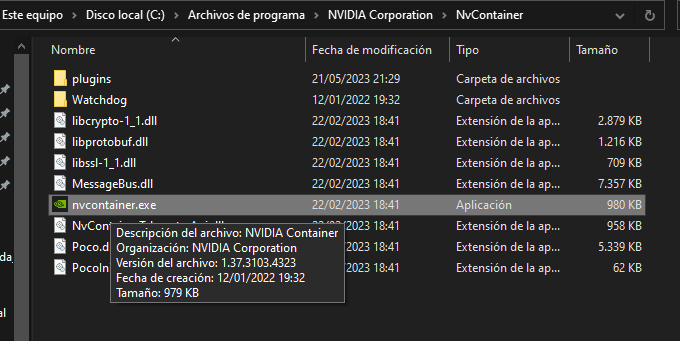 Este equipo > Disco local (C:) > Archivos de programa > NVIDIA Corporation > NvContainer
Nombre Fecha de modificación Tipo Tamaño
plugins 21/05/2023 21:29 Carpeta de archivos
Watchdog 12/01/2022 19:32 Carpeta de archivos
libcrypto-1_1.dll 22/02/2023 18:41 Extensión de la ap... 2.879 KB
libprotobuf.dll 22/02/2023 18:41 Extensión de la ap... 1.216 KB
libssl-1_1.dll 22/02/2023 18:41 Extensión de la ap... 709 KB
MessageBus.dll 22/02/2023 18:41 Extensión de la ap... 7.357 KB
nvcontainer.exe 22/02/2023 18:41 Aplicación 980 KB
22/02/2023 18:41 Extensión de la ap... 958 KB
Poco.d 18:41 Extensión de la ap... 5.339 KB
PocoIn 18:41 Extensión de la ap... 62 KB
Descripción del archivo: NVIDIA Container
Organización: NVIDIA Corporation
Versión del archivo: 1.37.3103.4323
Fecha de creación: 12/01/2022 19:32
Tamaño: 979 KB
da_
al